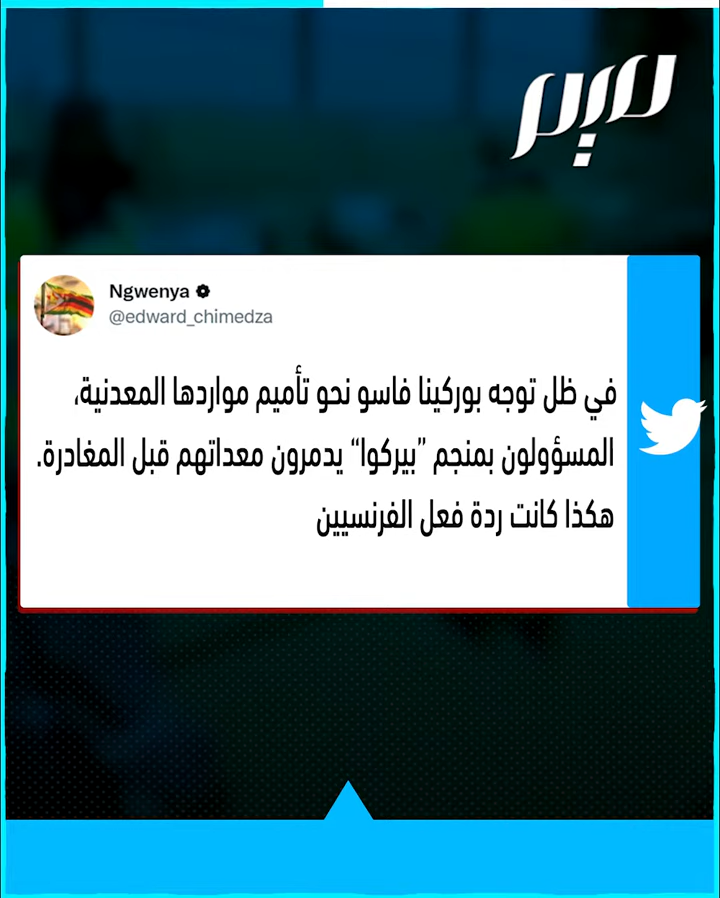 ميم
Ngwenya
@edward_chimedza
في ظل توجه بوركينا فاسو نحو تأميم مواردها المعدنية،
المسؤولون بمنجم ”بيركوا“ يدمرون معداتهم قبل المغادرة.
هكذا كانت ردة فعل الفرنسيين